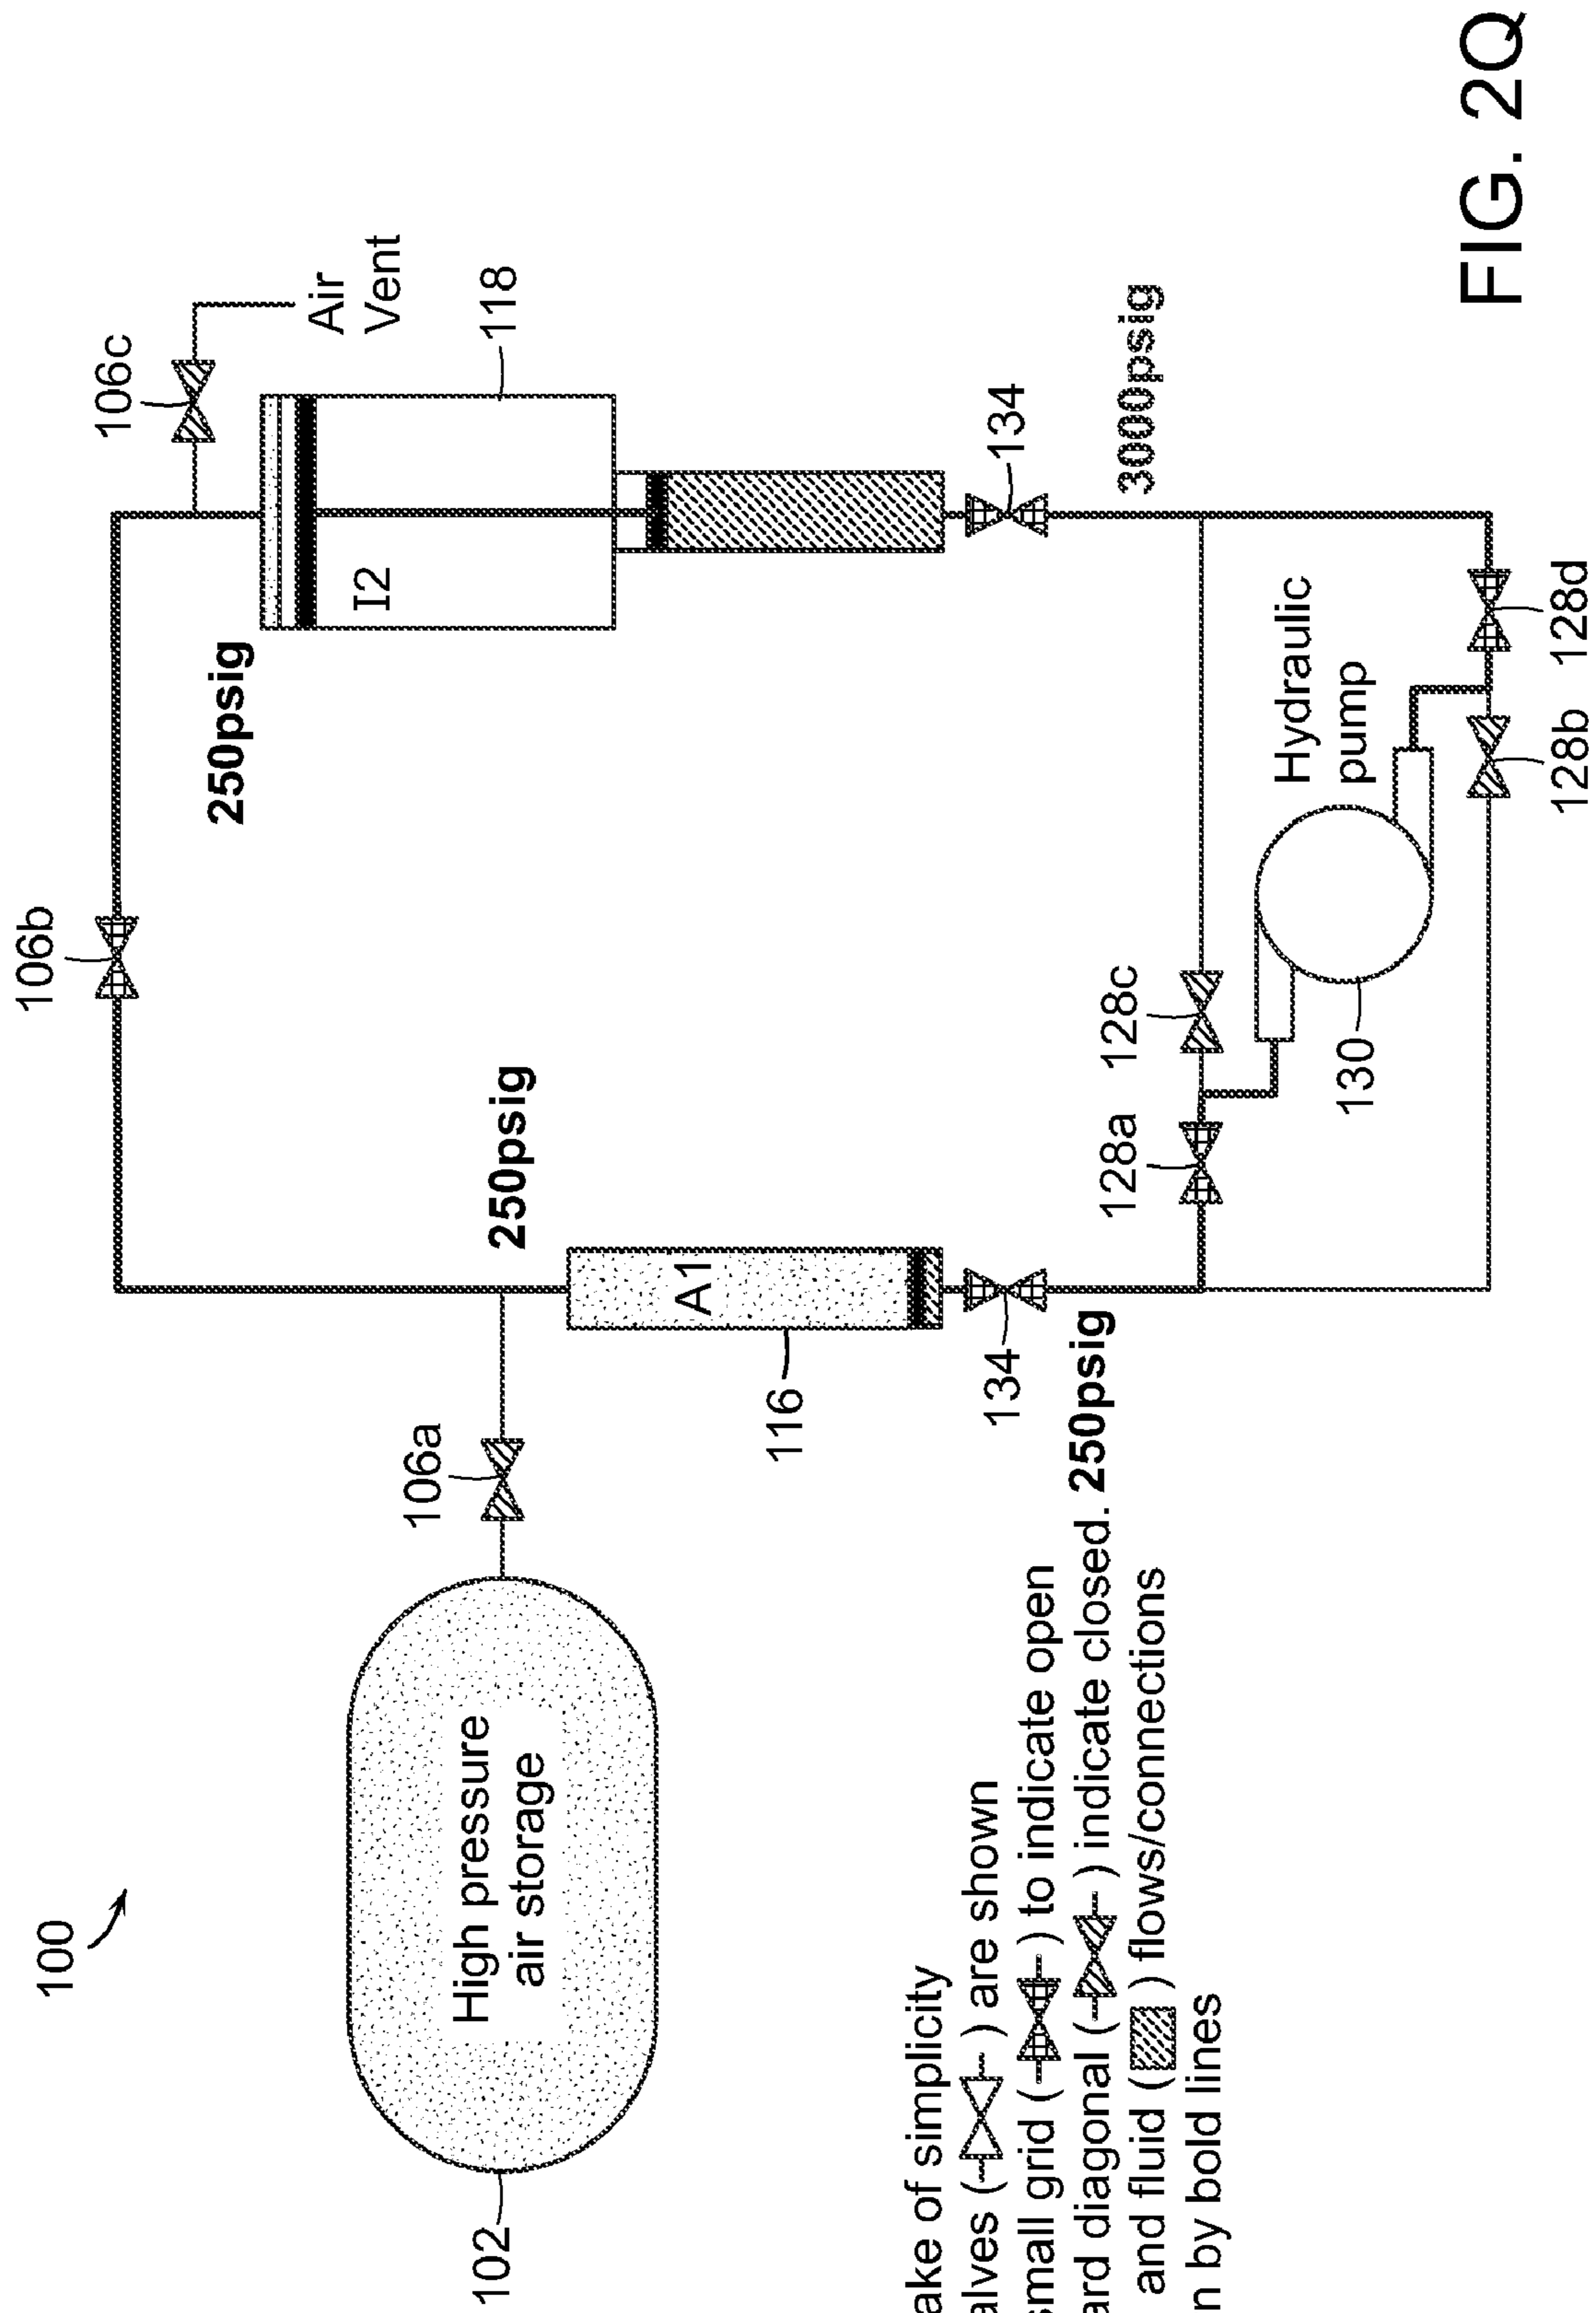 100
102
High pressure
air storage
106a
106b
106c
Air
Vent
250psig
I2
118
250psig
A1
116
134
134
250psig
3000psig
128a
128c
Hydraulic
pump
130
128b
128d
ake of simplicity
alves ( ) are shown
small grid ( ) to indicate open
ard diagonal ( ) indicate closed.
and fluid ( ) flows/connections
n by bold lines
FIG. 2Q